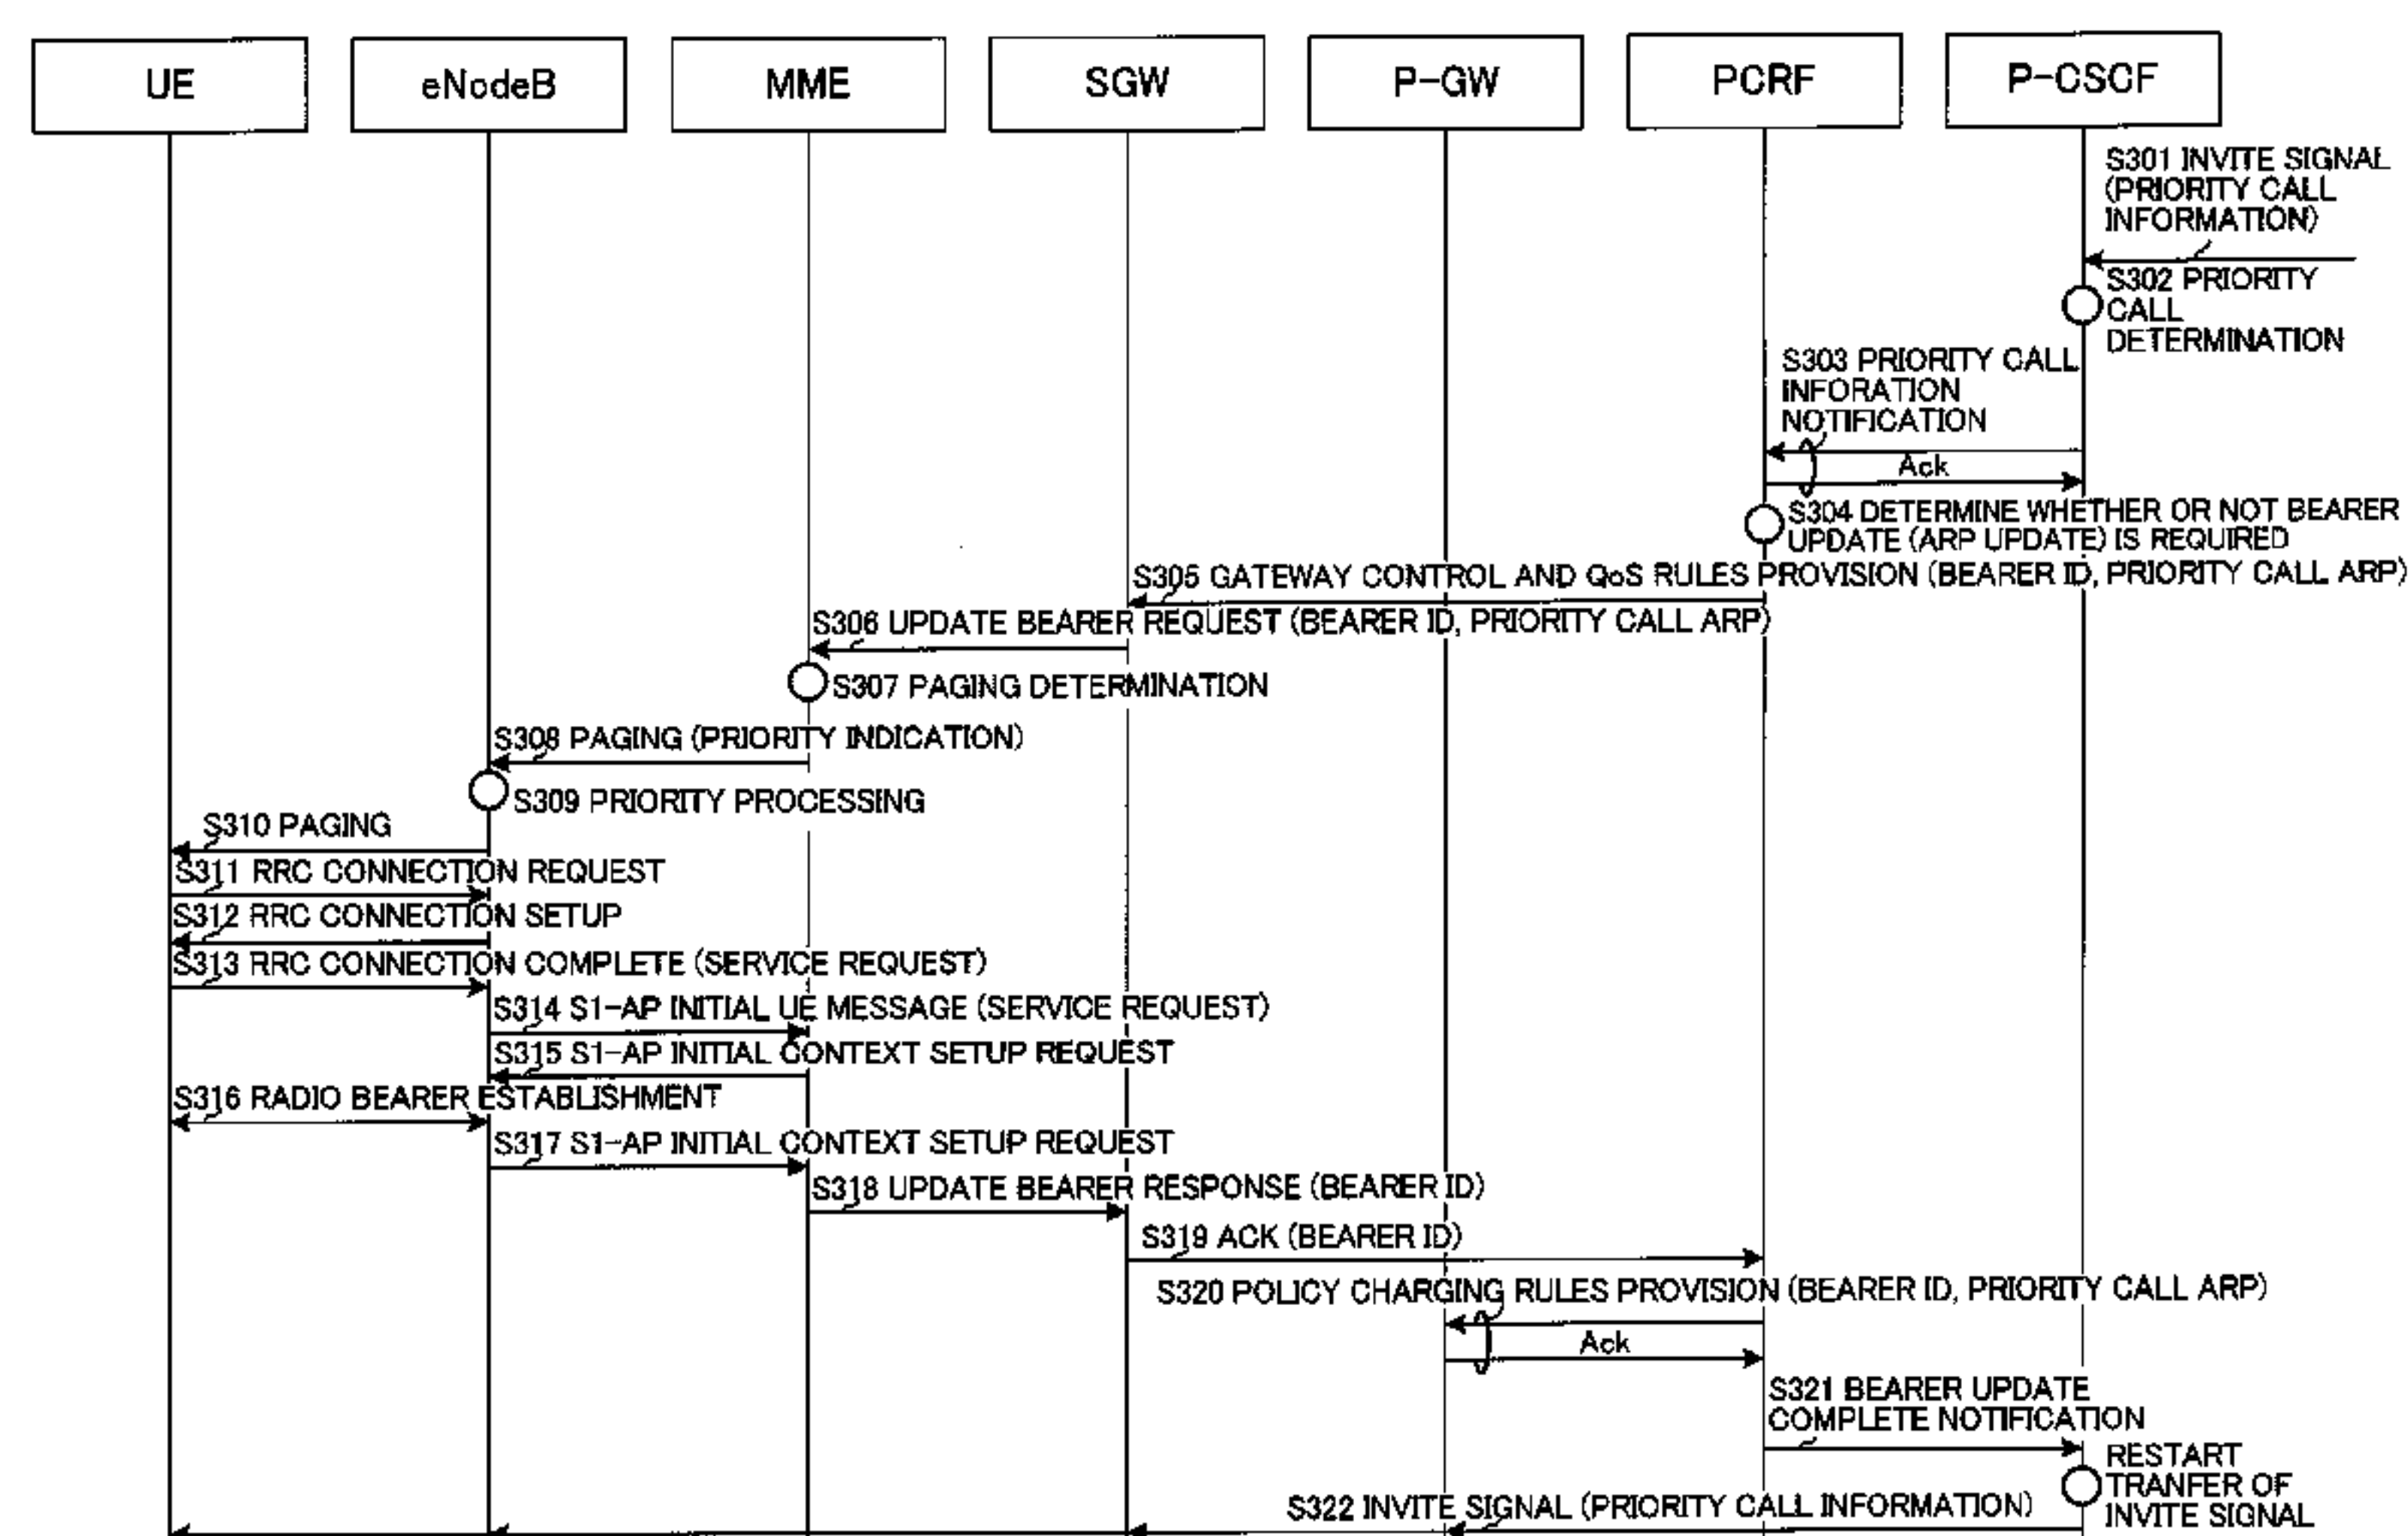 UE
eNodeB
MME
SGW
P-GW
PCRF
P-CSCF
S301 INVITE SIGNAL
(PRIORITY CALL
INFORMATION)
S302 PRIORITY
CALL
DETERMINATION
S303 PRIORITY CALL
INFORATION
NOTIFICATION
Ack
S304 DETERMINE WHETHER OR NOT BEARER
UPDATE (ARP UPDATE) IS REQUIRED
S305 GATEWAY CONTROL AND QoS RULES PROVISION (BEARER ID, PRIORITY CALL ARP)
S306 UPDATE BEARER REQUEST (BEARER ID, PRIORITY CALL ARP)
S307 PAGING DETERMINATION
S308 PAGING (PRIORITY INDICATION)
S309 PRIORITY PROCESSING
S310 PAGING
S311 RRC CONNECTION REQUEST
S312 RRC CONNECTION SETUP
S313 RRC CONNECTION COMPLETE (SERVICE REQUEST)
S314 S1-AP INITIAL UE MESSAGE (SERVICE REQUEST)
S315 S1-AP INITIAL CONTEXT SETUP REQUEST
S316 RADIO BEARER ESTABLISHMENT
S317 S1-AP INITIAL CONTEXT SETUP REQUEST
S318 UPDATE BEARER RESPONSE (BEARER ID)
S319 ACK (BEARER ID)
S320 POLICY CHARGING RULES PROVISION (BEARER ID, PRIORITY CALL ARP)
Ack
S321 BEARER UPDATE
COMPLETE NOTIFICATION
RESTART
TRANFER OF
INVITE SIGNAL
S322 INVITE SIGNAL (PRIORITY CALL INFORMATION)